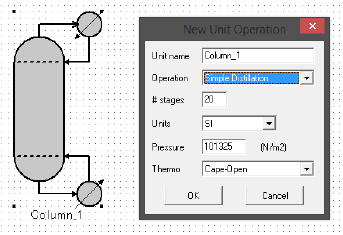 New Unit Operation
Unit name Column_1
Operation Simple Distillation
# stages 20
Units SI
Pressure 101325 (N/m2)
Thermo Cape-Open
OK Cancel
Column_1